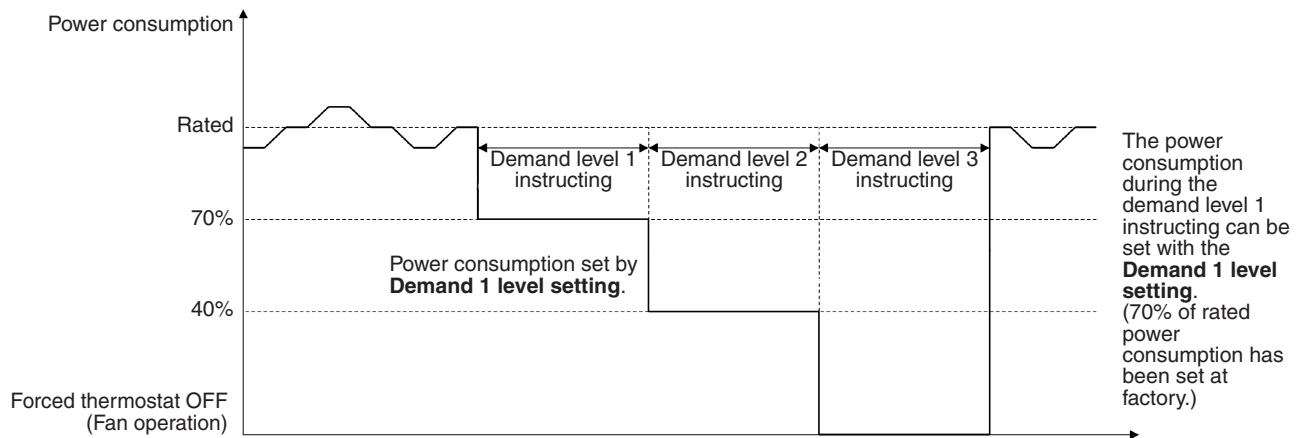 Power consumption
Rated
Demand level 1
instructing
Demand level 2
instructing
Demand level 3
instructing
70%
Power consumption set by
Demand 1 level setting.
40%
Forced thermostat OFF
(Fan operation)
The power
consumption
during the
demand level 1
instructing can be
set with the
Demand 1 level
setting.
(70% of rated
power
consumption has
been set at
factory.)